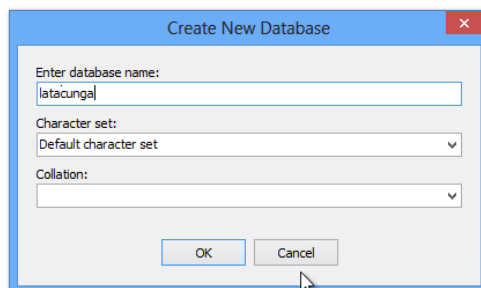 Create New Database
Enter database name:
latacunga
Character set:
Default character set
Collation:
OK
Cancel